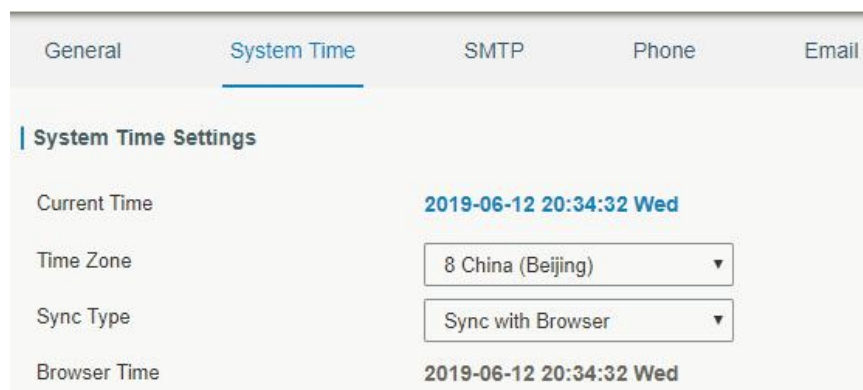 General System Time SMTP Phone Email
System Time Settings
Current Time 2019-06-12 20:34:32 Wed
Time Zone 8 China (Beijing)
Sync Type Sync with Browser
Browser Time 2019-06-12 20:34:32 Wed